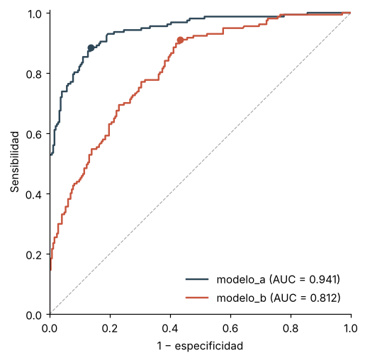 1.0
0.8
0.6
0.4
0.2
0.0
Sensibilidad
modelo_a (AUC = 0.941)
modelo_b (AUC = 0.812)
0.0 0.2 0.4 0.6 0.8 1.0
1 − especificidad